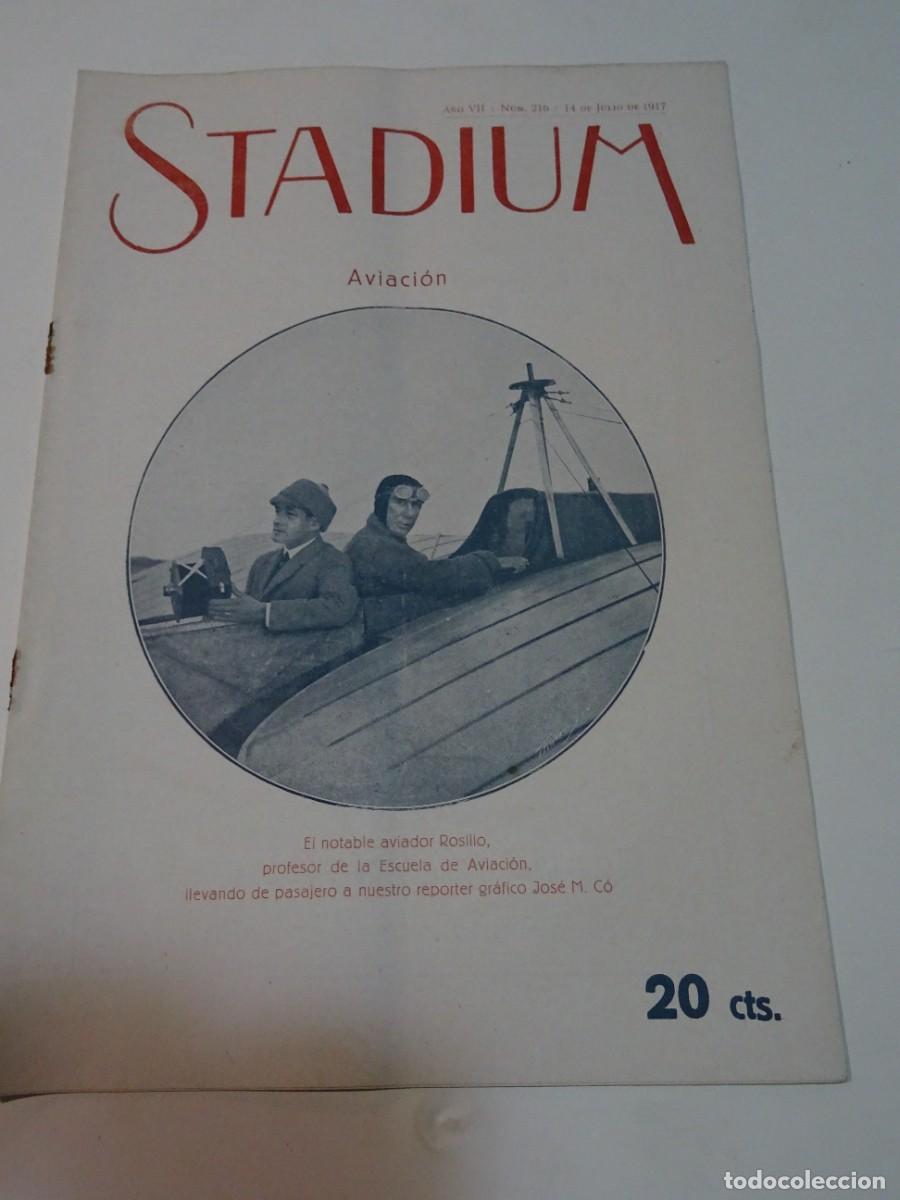 Año VII : Núm. 216 : 14 de Julio de 1917
STADIUM
Aviación
El notable aviador Rosillo,
profesor de la Escuela de Aviación,
llevando de pasajero a nuestro reporter gráfico José M. Có
20 cts.
todocoleccion